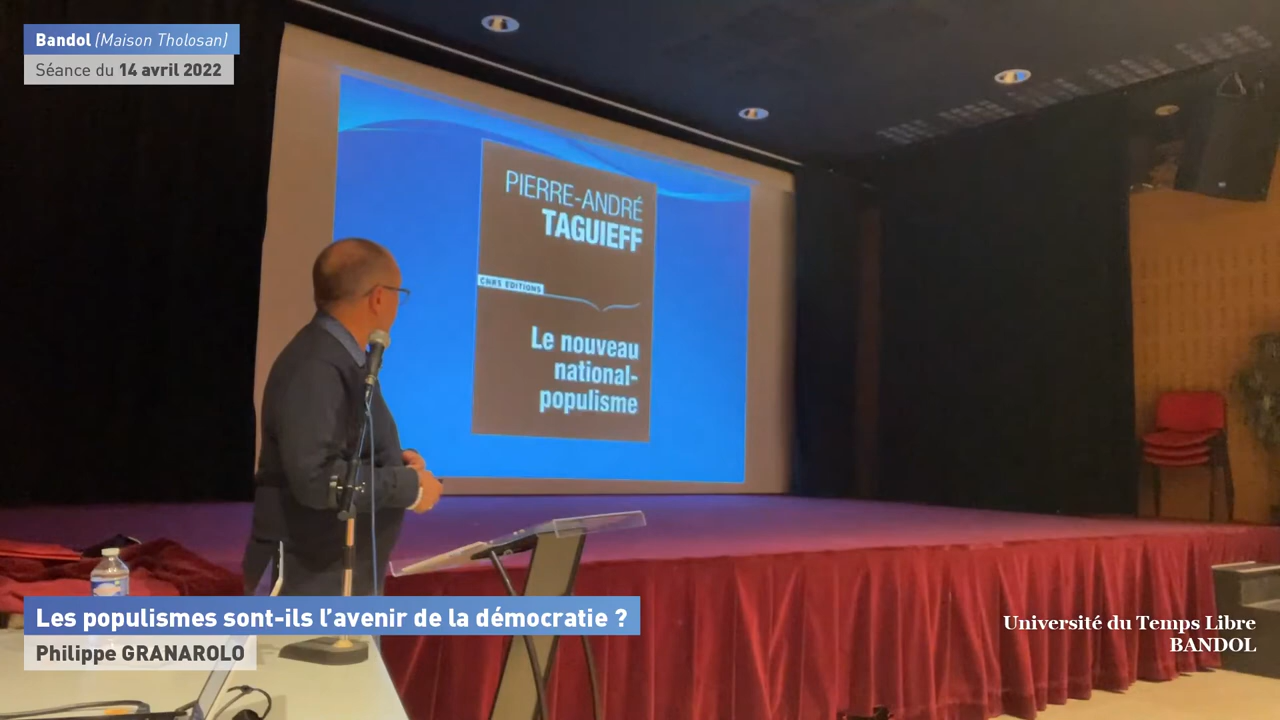 Bandol (Maison Tholosan)
Séance du 14 avril 2022
PIERRE-ANDRÉ
TAGUIEFF
CNRS EDITIONS
Le nouveau
national-
populisme
Les populismes sont-ils l’avenir de la démocratie ?
Philippe GRANAROLO
Université du Temps Libre
BANDOL